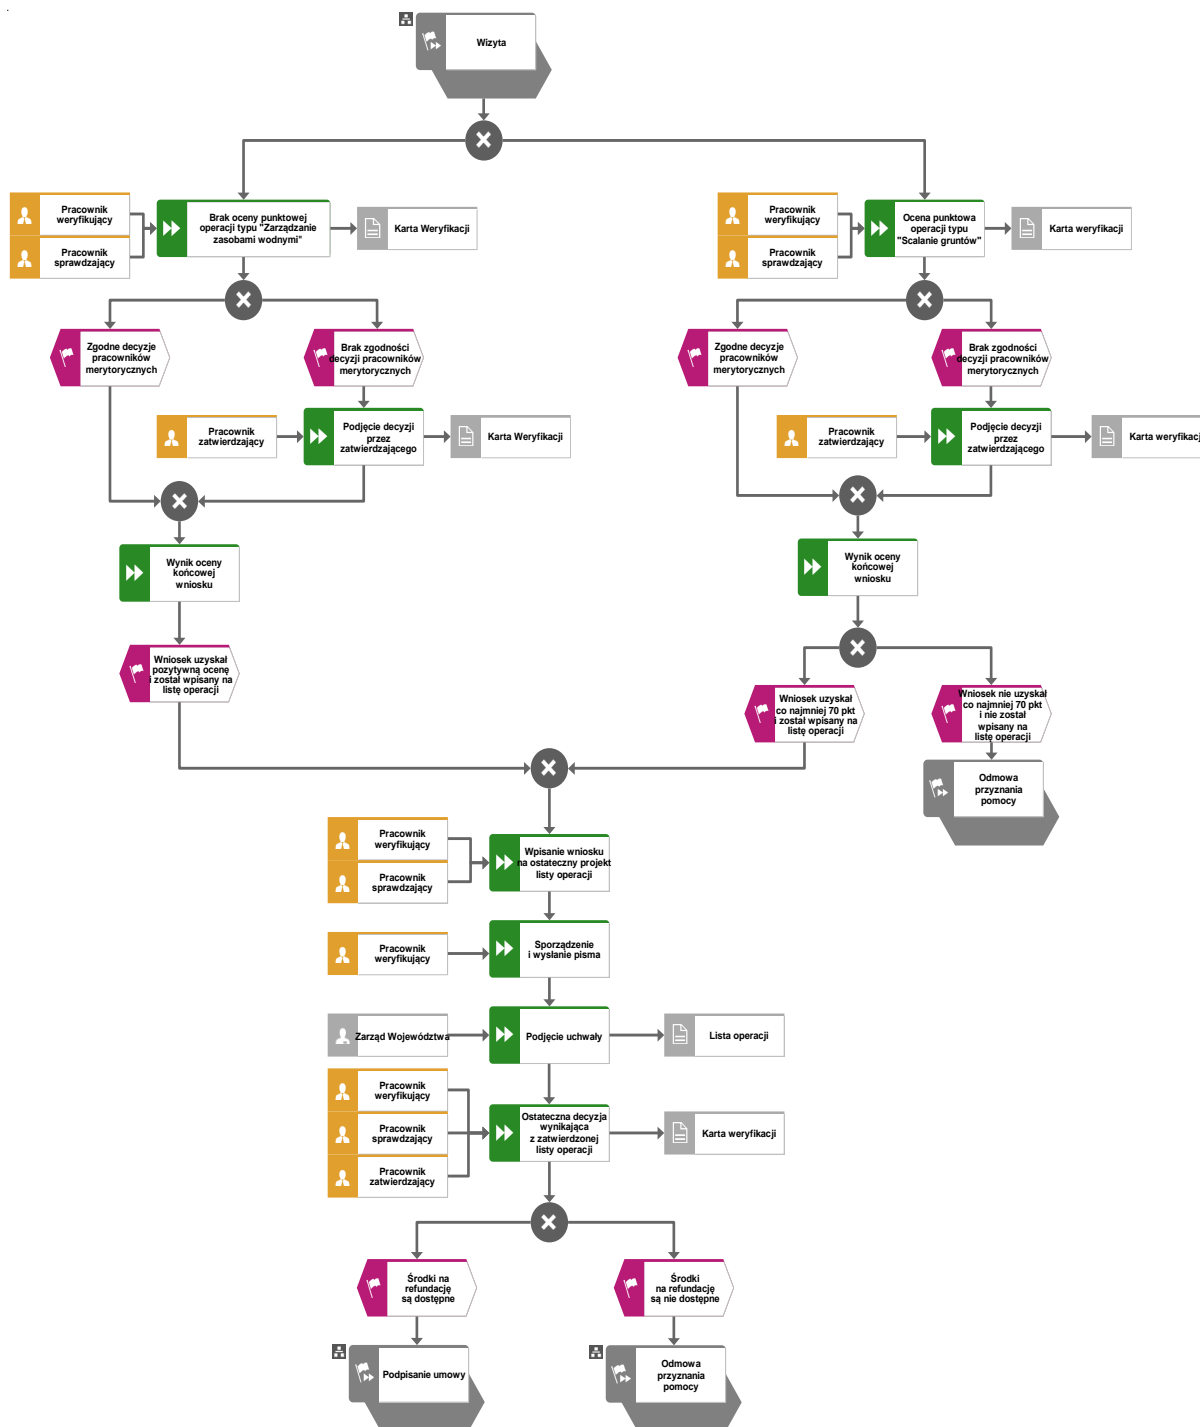 .
Wizyta
Pracownik
weryfikujący
Pracownik
sprawdzający
Brak oceny punktowej
operacji typu "Zarządzanie
zasobami wodnymi"
Karta Weryfikacji
Pracownik
weryfikujący
Pracownik
sprawdzający
Ocena punktowa
operacji typu
"Scalanie gruntów"
Karta weryfikacji
Zgodne decyzje
pracowników
merytorycznych
Brak zgodności
decyzji pracowników
merytorycznych
Zgodne decyzje
pracowników
merytorycznych
Brak zgodności
decyzji pracowników
merytorycznych
Pracownik
zatwierdzający
Podjęcie decyzji
przez
zatwierdzającego
Karta Weryfikacji
Pracownik
zatwierdzający
Podjęcie decyzji
przez
zatwierdzającego
Karta weryfikacji
Wynik oceny
końcowej
wniosku
Wynik oceny
końcowej
wniosku
Wniosek uzyskał
pozytywną ocenę
i został wpisany na
listę operacji
Wniosek uzyskał
co najmniej 70 pkt
i został wpisany na
listę operacji
Wniosek nie uzyskał
co najmniej 70 pkt
i nie został
wpisany na
listę operacji
Odmowa
przyznania
pomocy
Pracownik
weryfikujący
Pracownik
sprawdzający
Wpisanie wniosku
na ostateczny projekt
listy operacji
Pracownik
weryfikujący
Sporządzenie
i wysłanie pisma
Zarząd Województwa
Podjęcie uchwały
Lista operacji
Pracownik
weryfikujący
Pracownik
sprawdzający
Pracownik
zatwierdzający
Ostateczna decyzja
wynikająca
z zatwierdzonej
listy operacji
Karta weryfikacji
Środki na
refundację
są dostępne
Środki
na refundację
są nie dostępne
Podpisanie umowy
Odmowa
przyznania
pomocy